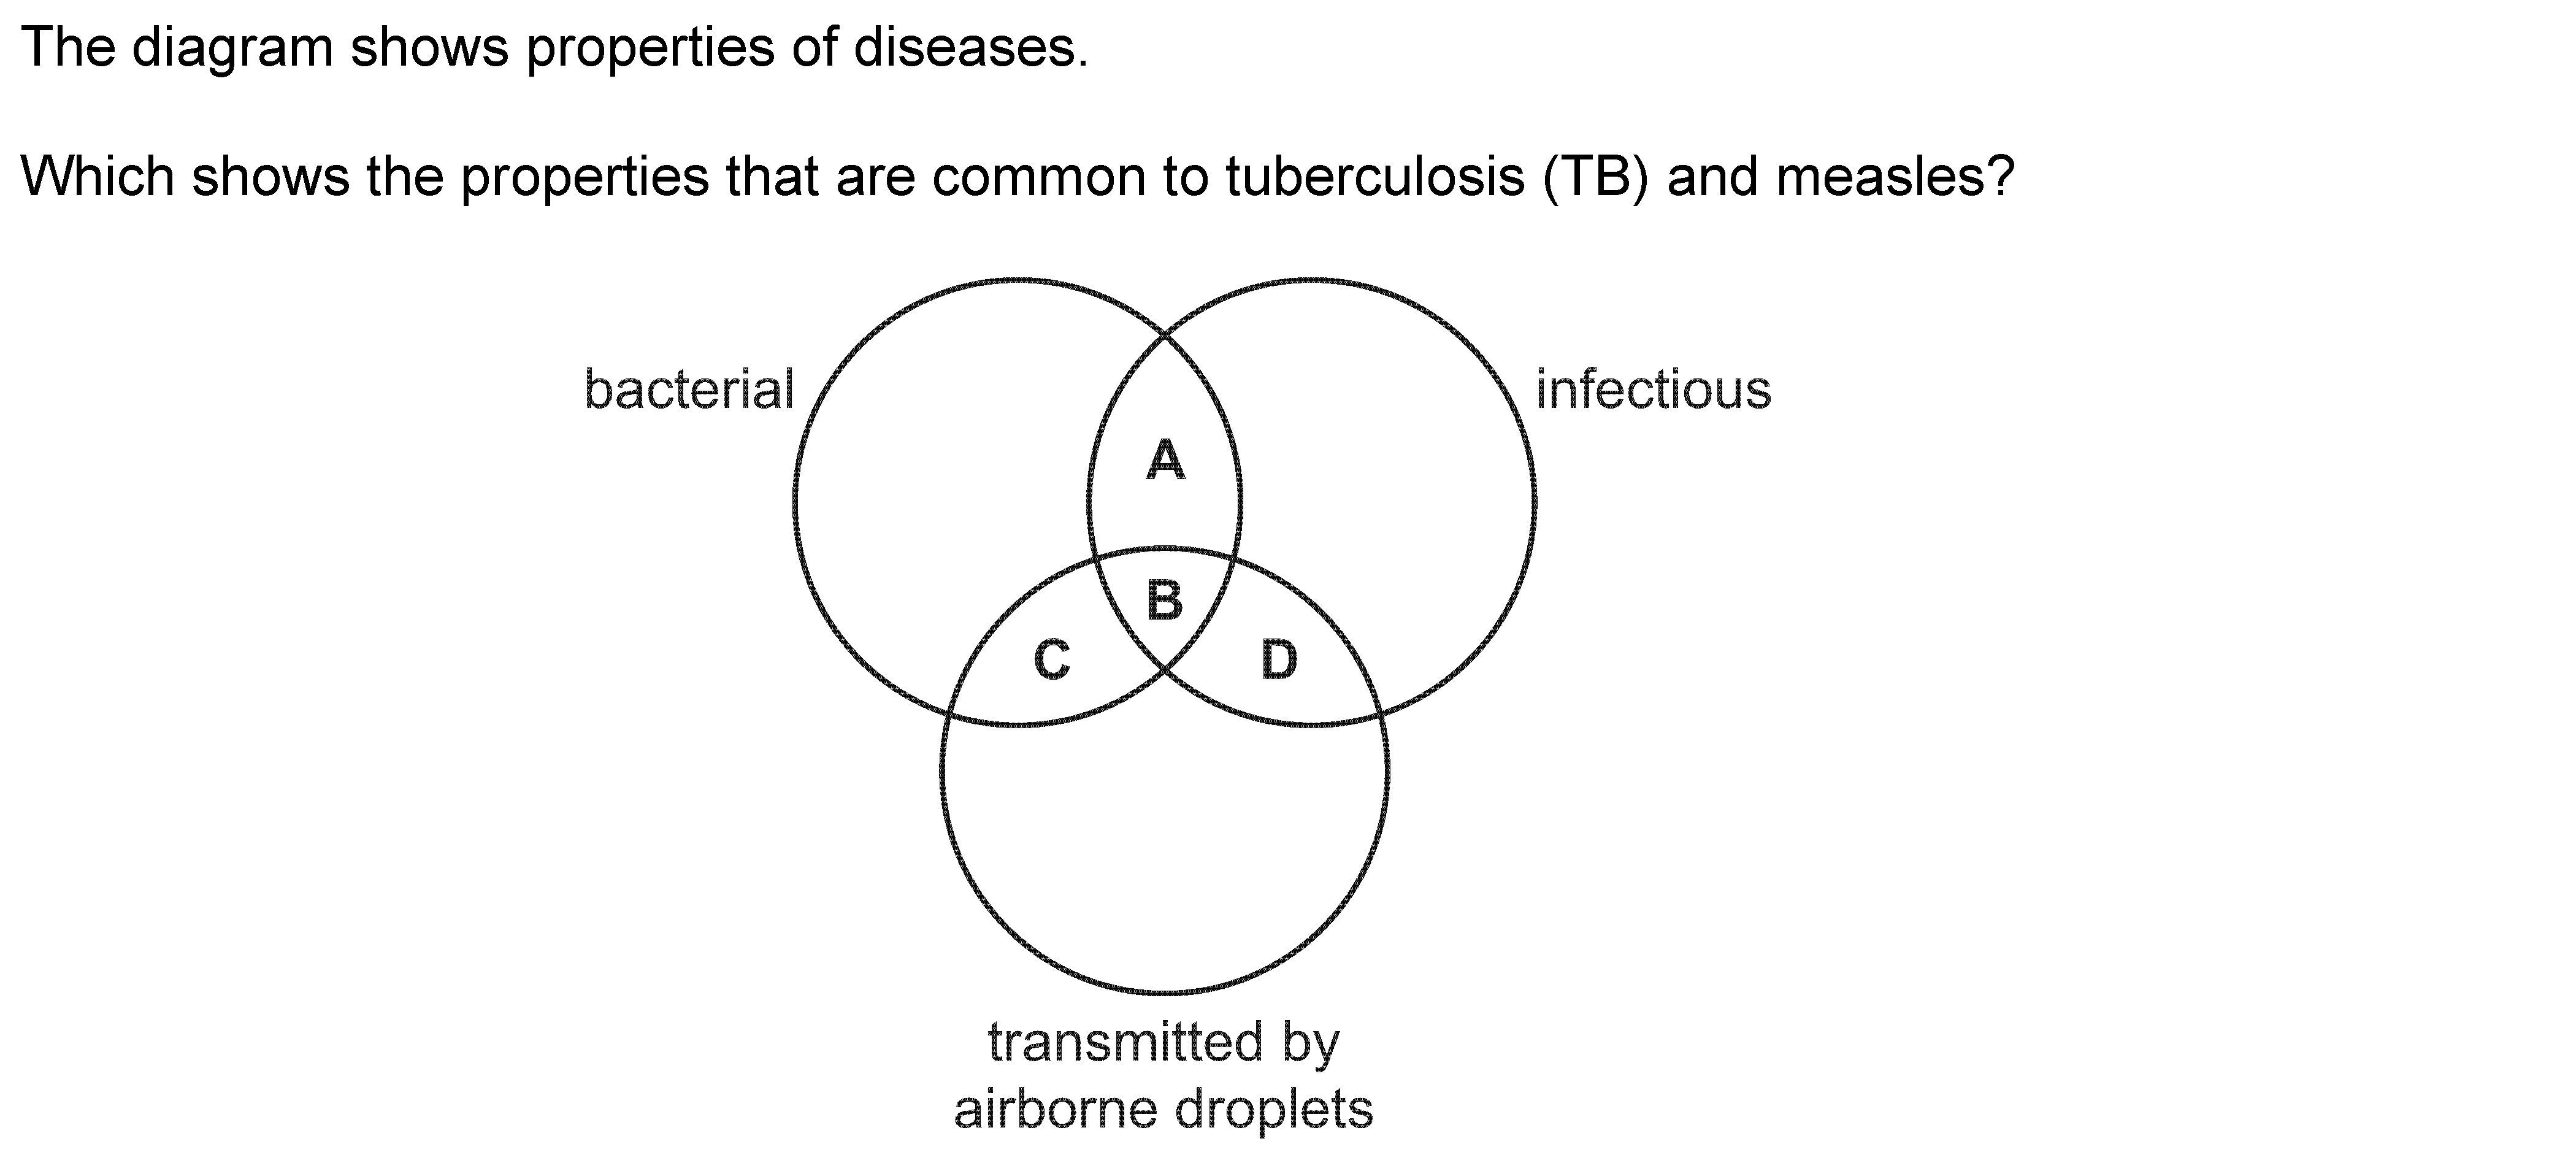 The diagram shows properties of diseases.
Which shows the properties that are common to tuberculosis (TB) and measles?
bacterial
infectious
A
B
C
D
transmitted by
airborne droplets